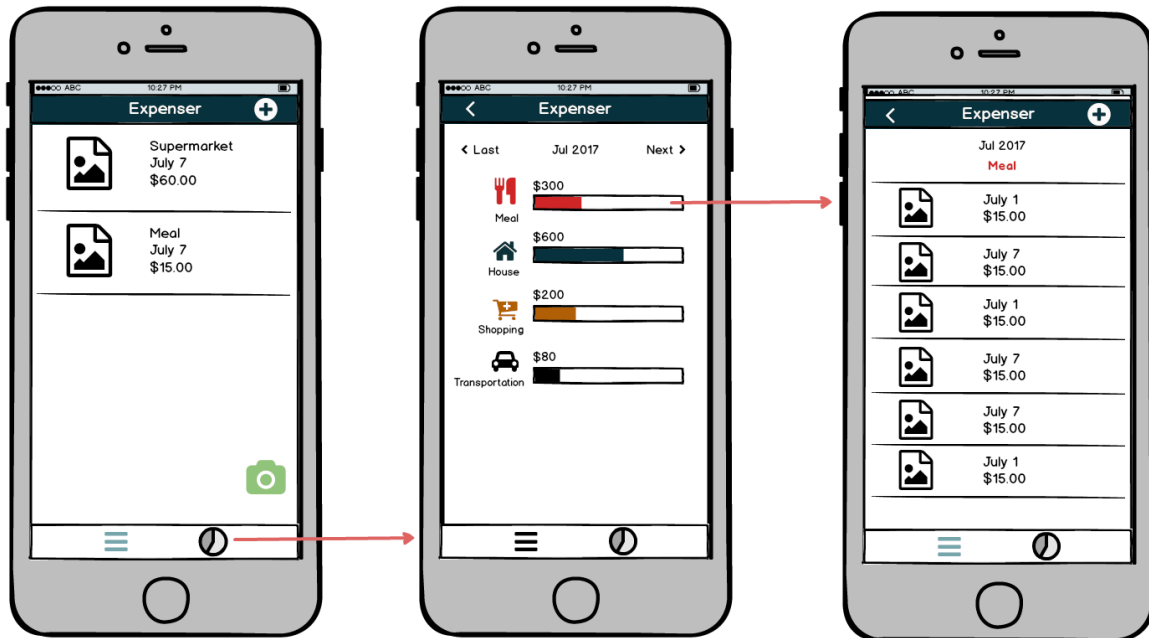 ABC 10:27 PM
Expenser
Supermarket
July 7
$60.00
Meal
July 7
$15.00
ABC 10:27 PM
Expenser
Last Jul 2017 Next
$300
Meal
$600
House
$200
Shopping
$80
Transportation
ABC 10:27 PM
Expenser
Jul 2017
Meal
July 1
$15.00
July 7
$15.00
July 1
$15.00
July 7
$15.00
July 7
$15.00
July 1
$15.00